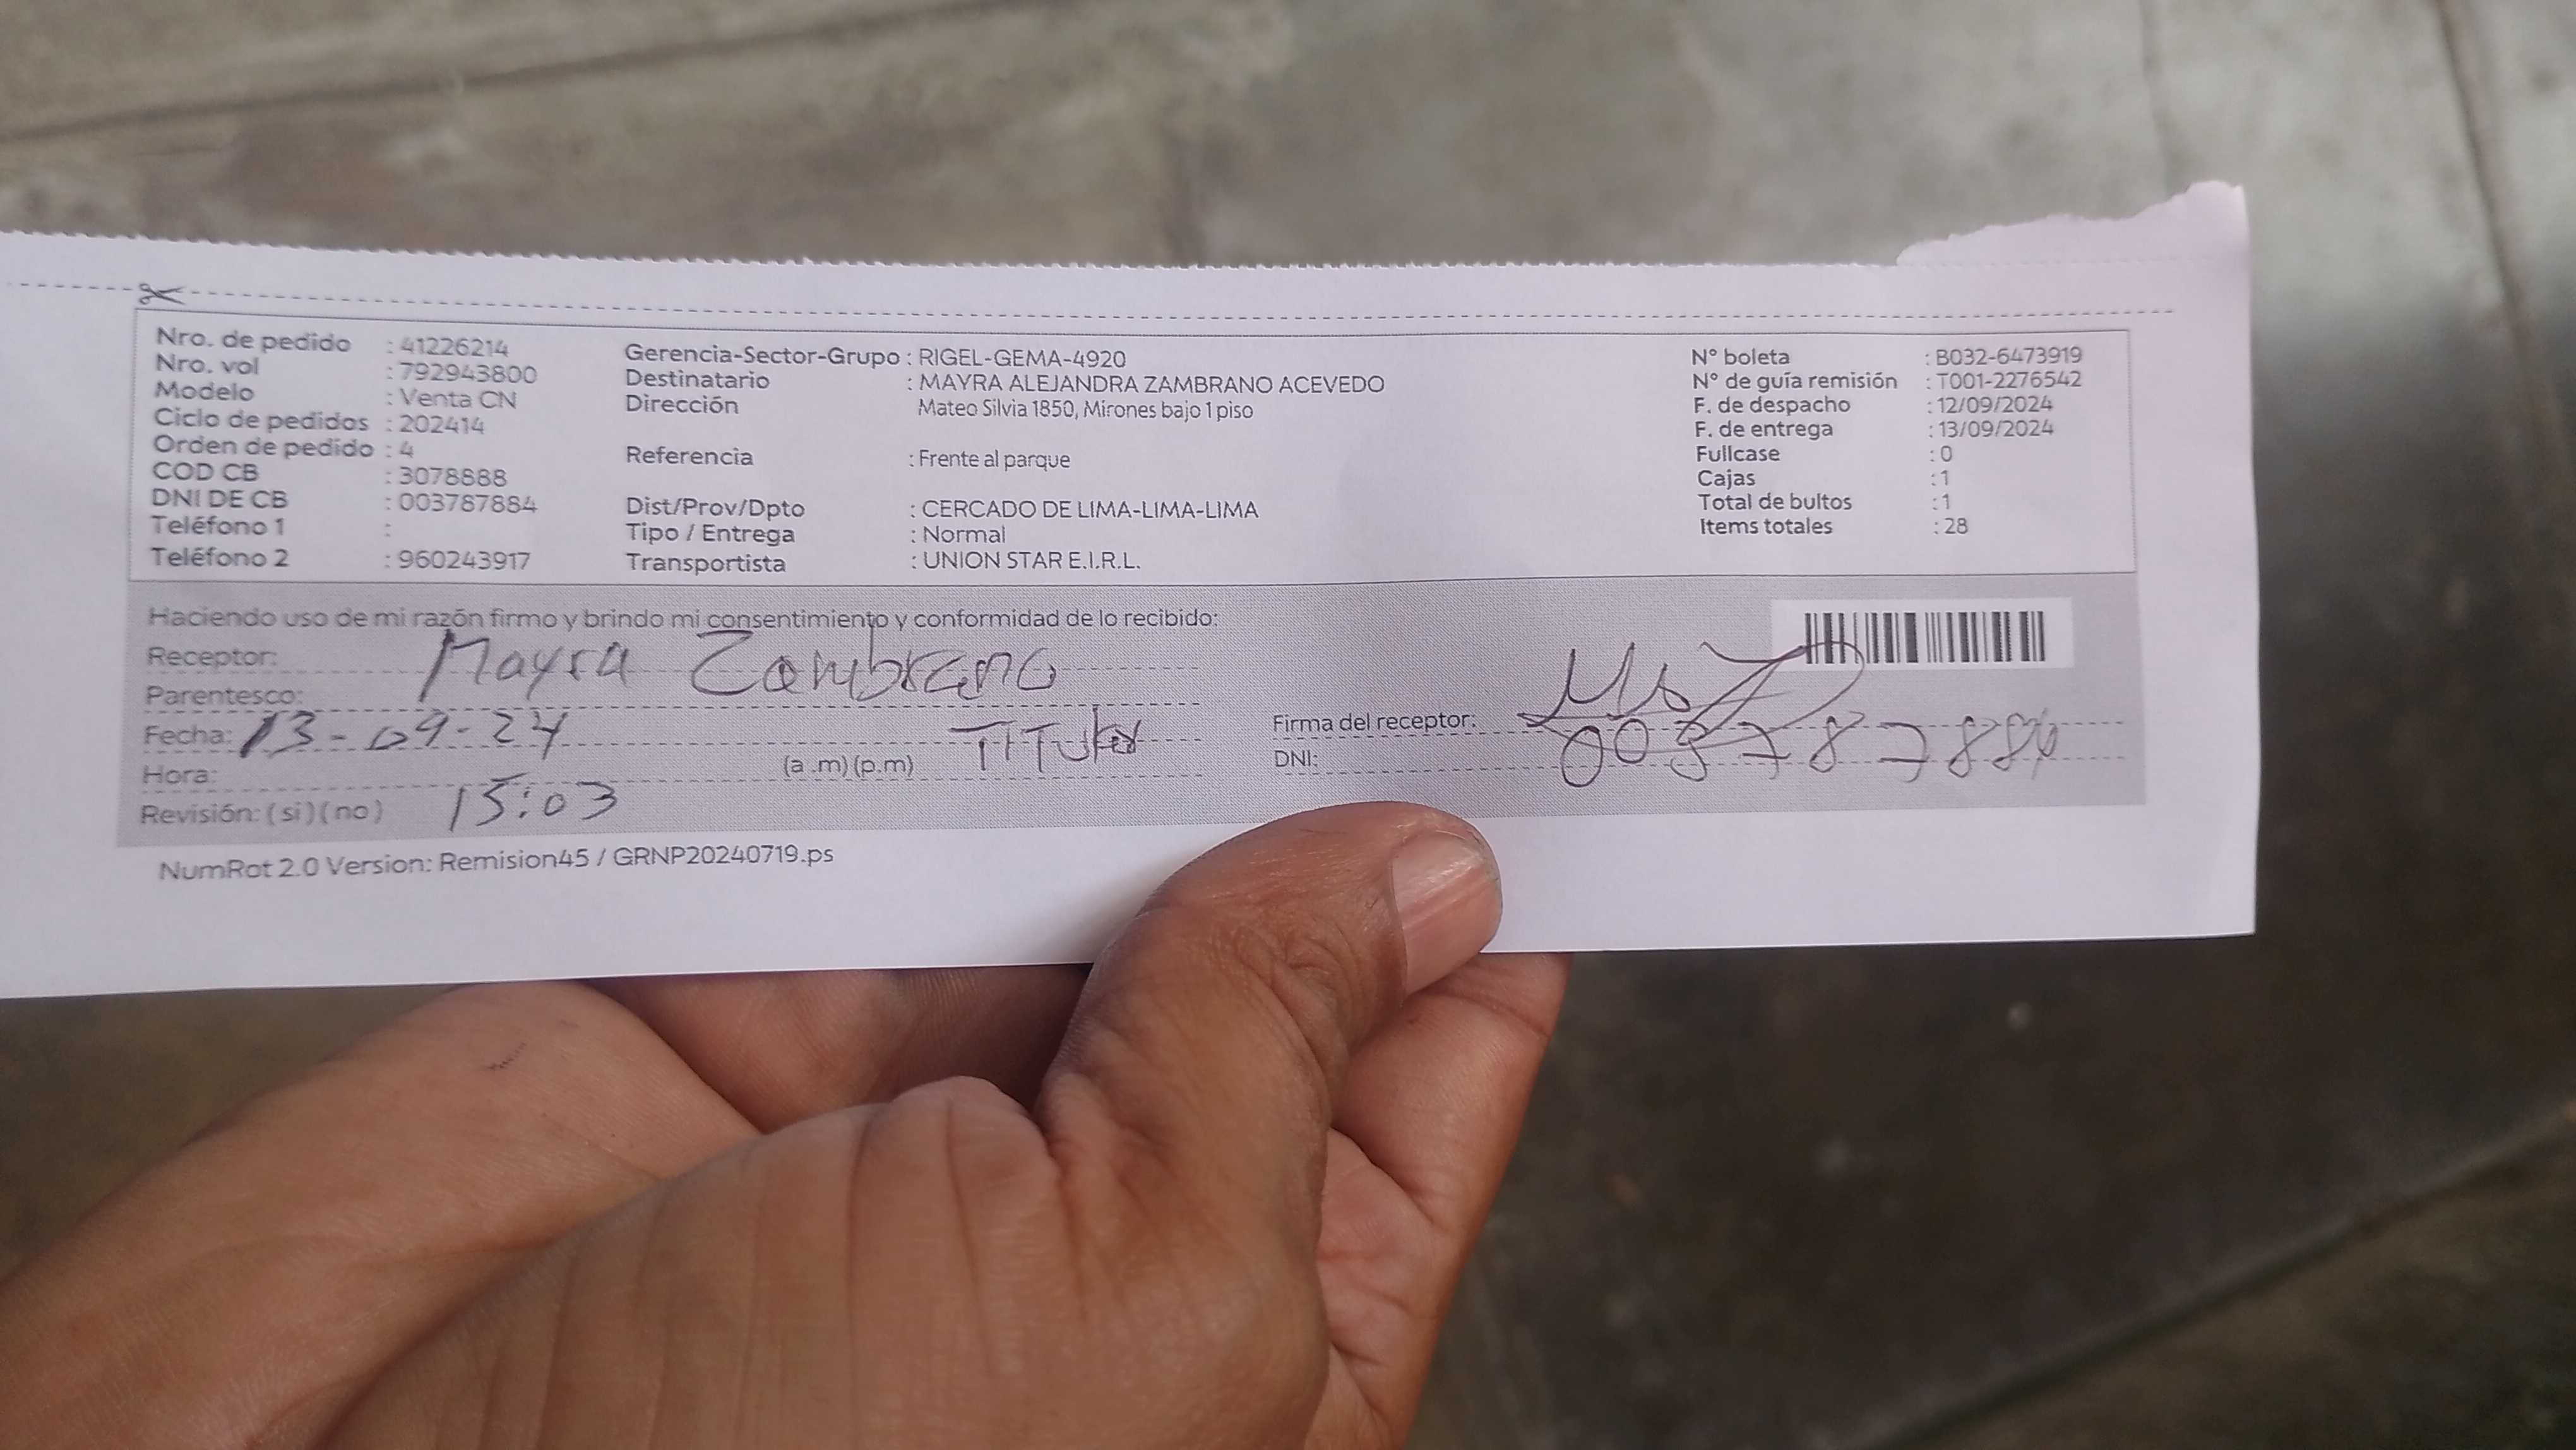 Nro. de pedido : 41226214
Nro. vol : 792943800
Modelo : Venta CN
Ciclo de pedidos : 202414
Orden de pedido : 4
COD CB : 3078888
DNI DE CB : 003787884
Teléfono 1 :
Teléfono 2 : 960243917
Gerencia-Sector-Grupo : RIGEL-GEMA-4920
Destinatario : MAYRA ALEJANDRA ZAMBRANO ACEVEDO
Dirección Mateo Silvia 1850, Mirones bajo 1 piso
Referencia : Frente al parque
Dist/Prov/Dpto : CERCADO DE LIMA-LIMA-LIMA
Tipo / Entrega : Normal
Transportista : UNION STAR E.I.R.L.
N° boleta : B032-6473919
N° de guía remisión : T001-2276542
F. de despacho : 12/09/2024
F. de entrega : 13/09/2024
Fullcase : 0
Cajas : 1
Total de bultos : 1
Items totales : 28
Haciendo uso de mi razón firmo y brindo mi consentimiento y conformidad de lo recibido:
Receptor: Mayra Zambrano
Parentesco:
Fecha: 13-09-24 TITular
Hora: (a .m) (p.m)
Revisión: (si) (no) 15:03
Firma del receptor:
DNI: 003787884
NumRot 2.0 Version: Remision45 / GRNP20240719.ps